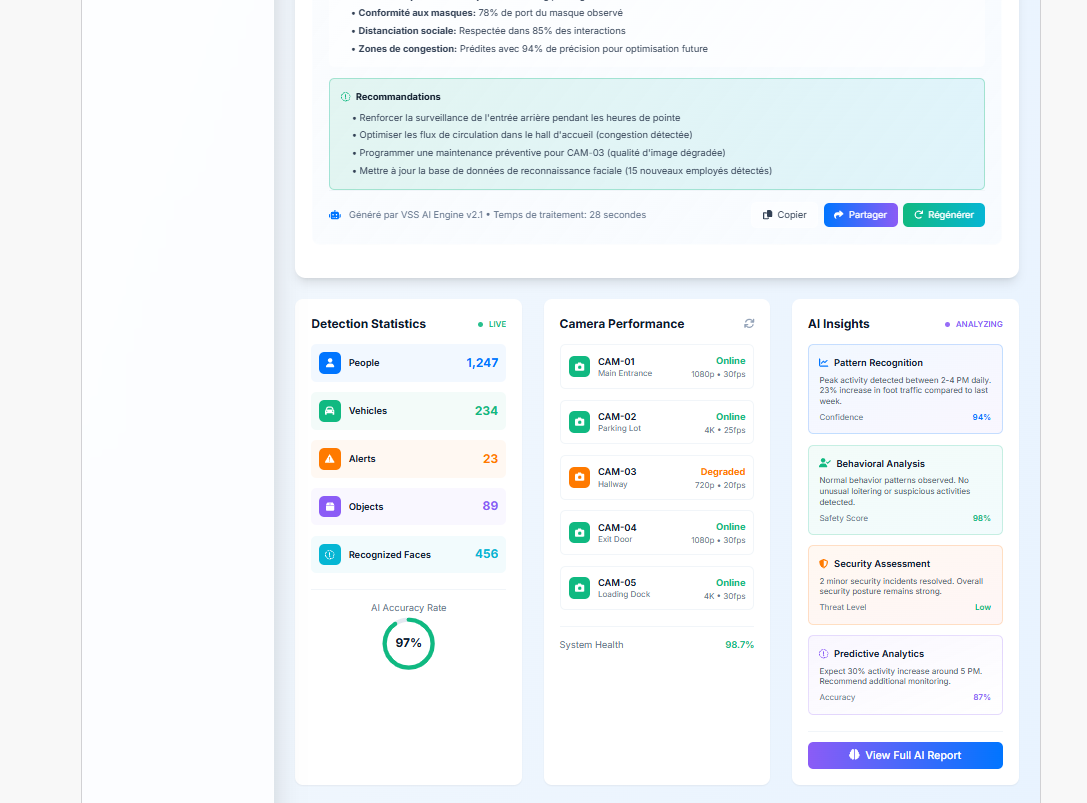 • Conformité aux masques: 78% de port du masque observé
• Distanciation sociale: Respectée dans 85% des interactions
• Zones de congestion: Prédites avec 94% de précision pour optimisation future
Recommandations
• Renforcer la surveillance de l'entrée arrière pendant les heures de pointe
• Optimiser les flux de circulation dans le hall d'accueil (congestion détectée)
• Programmer une maintenance préventive pour CAM-03 (qualité d'image dégradée)
• Mettre à jour la base de données de reconnaissance faciale (15 nouveaux employés détectés)
Généré par VSS AI Engine v2.1 • Temps de traitement: 28 secondes
Copier
Partager
Régénérer
Detection Statistics
LIVE
People
1,247
Vehicles
234
Alerts
23
Objects
89
Recognized Faces
456
AI Accuracy Rate
97%
Camera Performance
CAM-01
Online
Main Entrance
1080p • 30fps
CAM-02
Online
Parking Lot
4K • 25fps
CAM-03
Degraded
Hallway
720p • 20fps
CAM-04
Online
Exit Door
1080p • 30fps
CAM-05
Online
Loading Dock
4K • 30fps
System Health
98.7%
AI Insights
ANALYZING
Pattern Recognition
Peak activity detected between 2-4 PM daily.
23% increase in foot traffic compared to last
week.
Confidence
94%
Behavioral Analysis
Normal behavior patterns observed. No
unusual loitering or suspicious activities
detected.
Safety Score
98%
Security Assessment
2 minor security incidents resolved. Overall
security posture remains strong.
Threat Level
Low
Predictive Analytics
Expect 30% activity increase around 5 PM.
Recommend additional monitoring.
Accuracy
87%
View Full AI Report